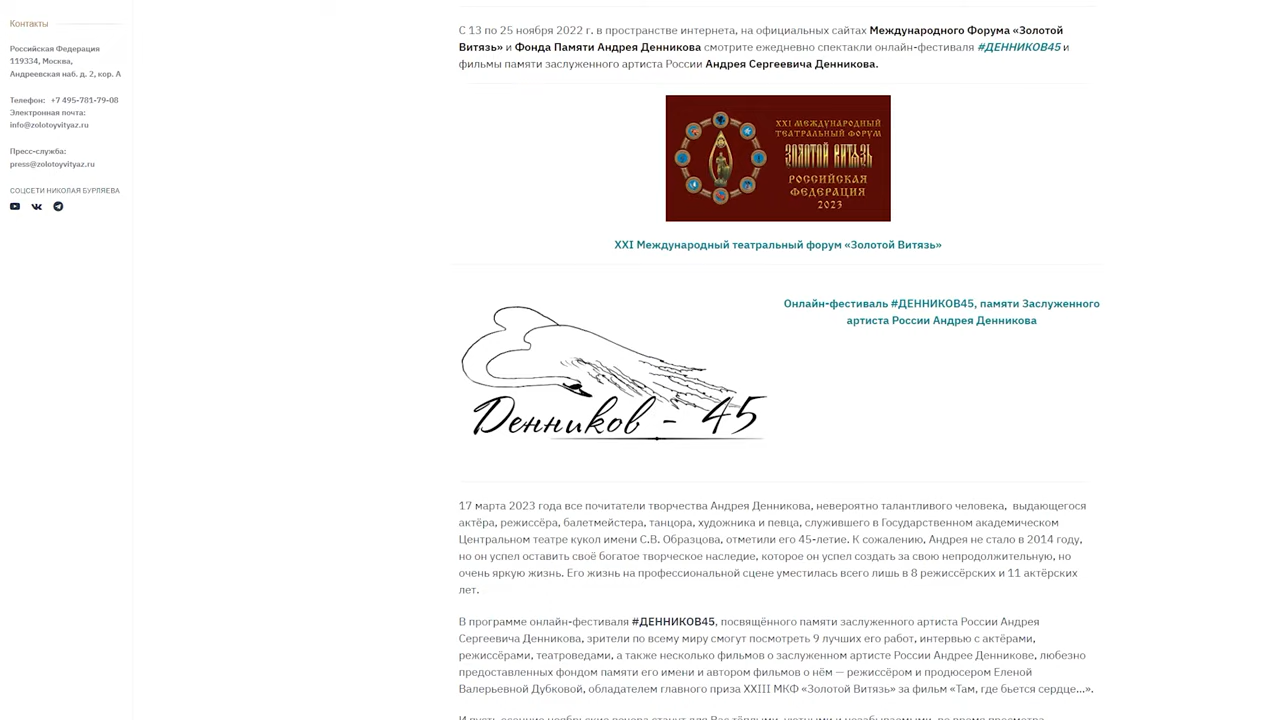 Контакты
Российская Федерация
119334, Москва,
Андреевская наб. д. 2, кор. А
Телефон: +7 495-781-79-08
Электронная почта:
info@zolotoyvityaz.ru
Пресс-служба:
press@zolotoyvityaz.ru
СОЦСЕТИ НИКОЛАЯ БУРЛЯЕВА
С 13 по 25 ноября 2022 г. в пространстве интернета, на официальных сайтах Международного Форума «Золотой
Витязь» и Фонда Памяти Андрея Денникова смотрите ежедневно спектакли онлайн-фестиваля #ДЕННИКОВ45 и
фильмы памяти заслуженного артиста России Андрея Сергеевича Денникова.
XXI МЕЖДУНАРОДНЫЙ
ТЕАТРАЛЬНЫЙ ФОРУМ
ЗОЛОТОЙ ВИТЯЗЬ
РОССИЙСКАЯ
ФЕДЕРАЦИЯ
2023
XXI Международный театральный форум «Золотой Витязь»
Онлайн-фестиваль #ДЕННИКОВ45, памяти Заслуженного
артиста России Андрея Денникова
Денников - 45
17 марта 2023 года все почитатели творчества Андрея Денникова, невероятно талантливого человека, выдающегося
актёра, режиссёра, балетмейстера, танцора, художника и певца, служившего в Государственном академическом
Центральном театре кукол имени С.В. Образцова, отметили его 45-летие. К сожалению, Андрея не стало в 2014 году,
но он успел оставить своё богатое творческое наследие, которое он успел создать за свою непродолжительную, но
очень яркую жизнь. Его жизнь на профессиональной сцене уместилась всего лишь в 8 режиссёрских и 11 актёрских
лет.
В программе онлайн-фестиваля #ДЕННИКОВ45, посвящённого памяти заслуженного артиста России Андрея
Сергеевича Денникова, зрители по всему миру смогут посмотреть 9 лучших его работ, интервью с актёрами,
режиссёрами, театроведами, а также несколько фильмов о заслуженном артисте России Андрее Денникове, любезно
предоставленных фондом памяти его имени и автором фильмов о нём — режиссёром и продюсером Еленой
Валерьевной Дубковой, обладателем главного приза XXIII МКФ «Золотой Витязь» за фильм «Там, где бьется сердце…».